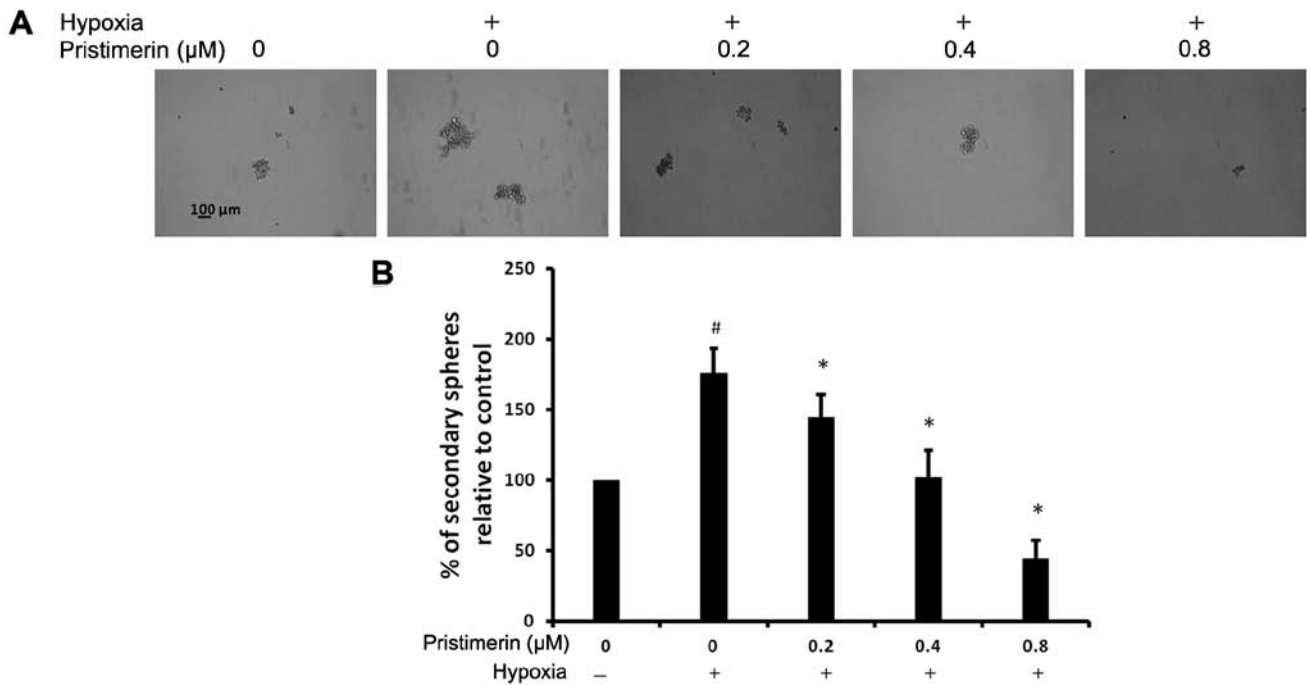 A
Hypoxia + + + +
Pristimerin (µM) 0 0 0.2 0.4 0.8
100 µm
B
% of secondary spheres
relative to control
250
200
150
100
50
0
#
*
*
*
Pristimerin (µM) 0 0 0.2 0.4 0.8
Hypoxia – + + + +